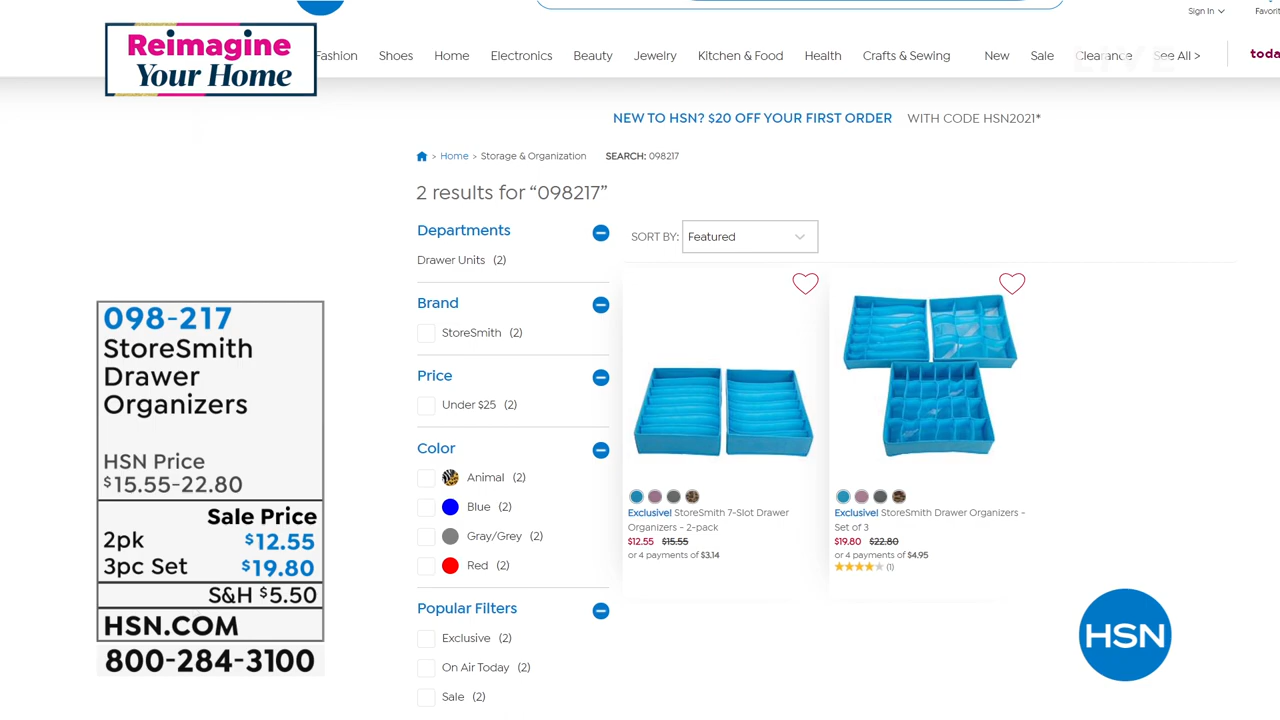 Sign In
Favorit
Reimagine
Your Home
Fashion
Shoes
Home
Electronics
Beauty
Jewelry
Kitchen & Food
Health
Crafts & Sewing
New
Sale
Clearance
See All >
toda
LIVE
NEW TO HSN? $20 OFF YOUR FIRST ORDER WITH CODE HSN2021*
> Home > Storage & Organization SEARCH: 098217
2 results for “098217”
Departments
Drawer Units (2)
Brand
StoreSmith (2)
Price
Under $25 (2)
Color
Animal (2)
Blue (2)
Gray/Grey (2)
Red (2)
Popular Filters
Exclusive (2)
On Air Today (2)
Sale (2)
SORT BY: Featured
Exclusive! StoreSmith 7-Slot Drawer
Organizers - 2-pack
$12.55 $15.55
or 4 payments of $3.14
Exclusive! StoreSmith Drawer Organizers -
Set of 3
$19.80 $22.80
or 4 payments of $4.95
(1)
098-217
StoreSmith
Drawer
Organizers
HSN Price
$15.55-22.80
Sale Price
2pk $12.55
3pc Set $19.80
S&H $5.50
HSN.COM
800-284-3100
HSN